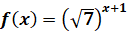 f(x) = (√7)^{x+1}